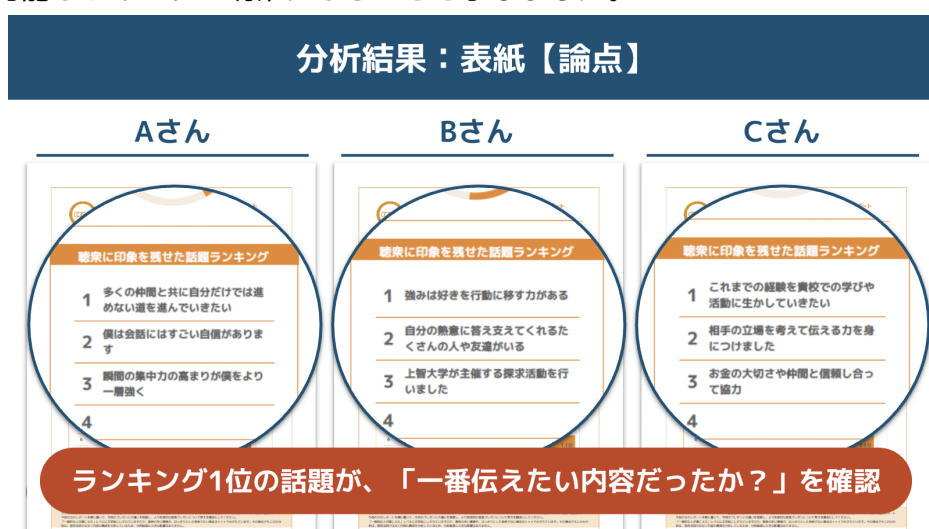 分析結果：表紙【論点】
Aさん
Bさん
Cさん
聴衆に印象を残せた話題ランキング
1 多くの仲間と共に自分だけでは進
めない道を進んでいきたい
2 僕は会話にはすごい自信がありま
す
3 瞬間の集中力の高まりが僕をより
一層強く
4
聴衆に印象を残せた話題ランキング
1 強みは好きを行動に移す力がある
2 自分の熱意に答え支えてくれるた
くさんの人や友達がいる
3 上智大学が主催する探求活動を行
いました
4
聴衆に印象を残せた話題ランキング
1 これまでの経験を貴校での学びや
活動に生かしていきたい
2 相手の立場を考えて伝える力を身
につけました
3 お金の大切さや仲間と信頼し合っ
て協力
4
ランキング1位の話題が、「一番伝えたい内容だったか？」を確認